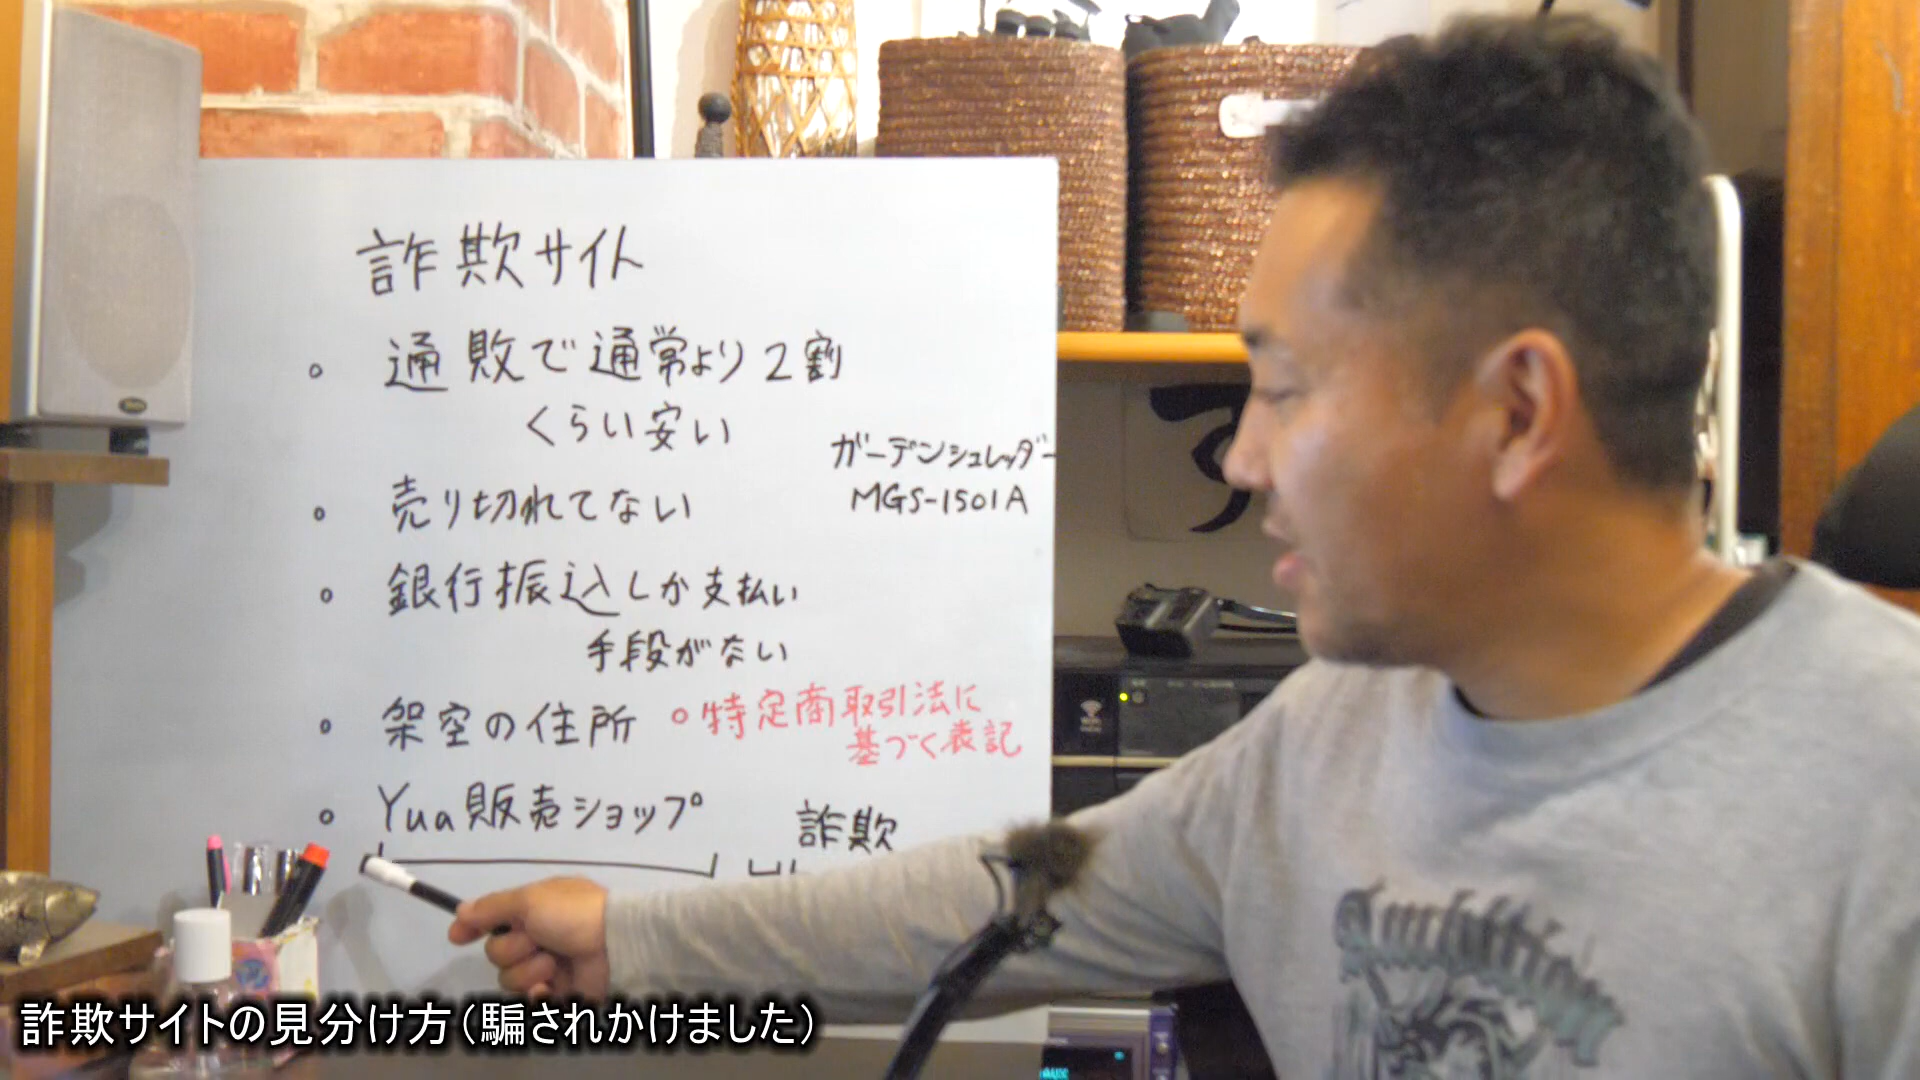 詐欺サイト
通販で通常より2割
くらい安い
ガーデンシュレッダー
MGS-1501A
売り切れてない
銀行振込しか支払い
手段がない
架空の住所
特定商取引法に
基づく表記
Yua販売ショップ
詐欺
詐欺サイトの見分け方(騙されかけました)